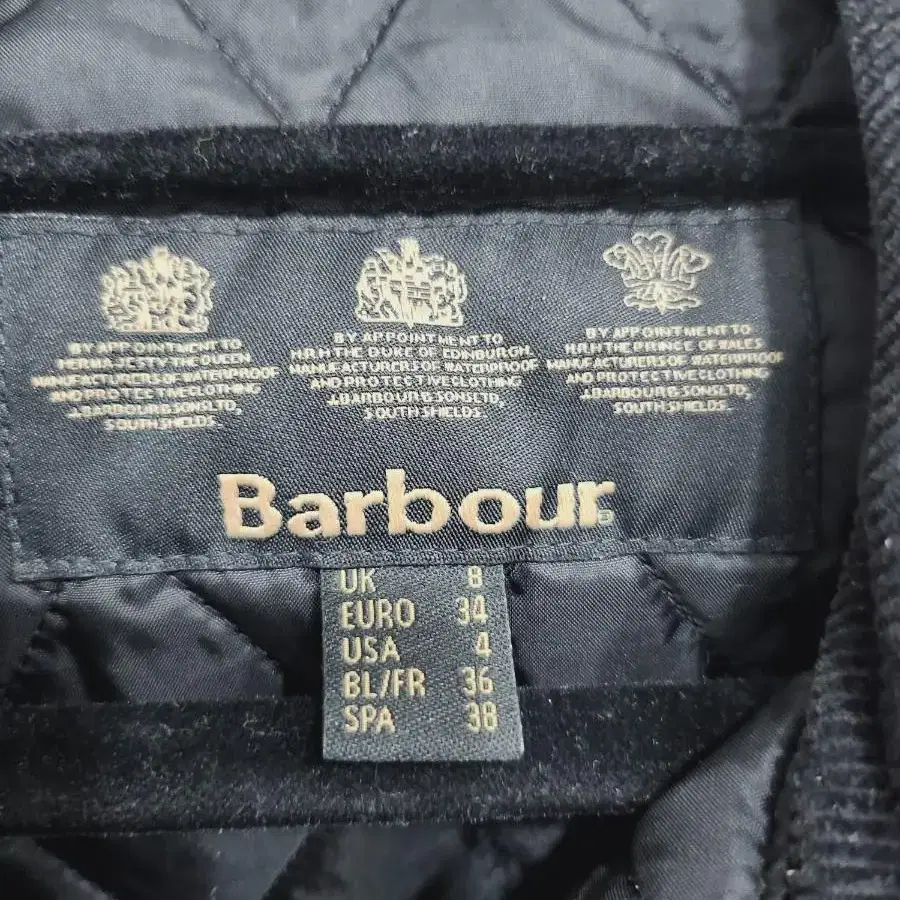 BY APPOINTMENT TO
HER MAJESTY THE QUEEN
MANUFACTURERS OF WATERPROOF
AND PROTECTIVE CLOTHING
J.BARBOUR & SONS LTD,
SOUTH SHIELDS.
BY APPOINTMENT TO
H.R.H THE DUKE OF EDINBURGH.
MANUFACTURERS OF WATERPROOF
AND PROTECTIVE CLOTHING
J.BARBOUR & SONS LTD,
SOUTH SHIELDS.
BY APPOINTMENT TO
H.R.H THE PRINCE OF WALES
MANUFACTURERS OF WATERPROOF
AND PROTECTIVE CLOTHING
J.BARBOUR & SONS LTD,
SOUTH SHIELDS.
Barbour
UK 8
EURO 34
USA 4
BL/FR 36
SPA 38